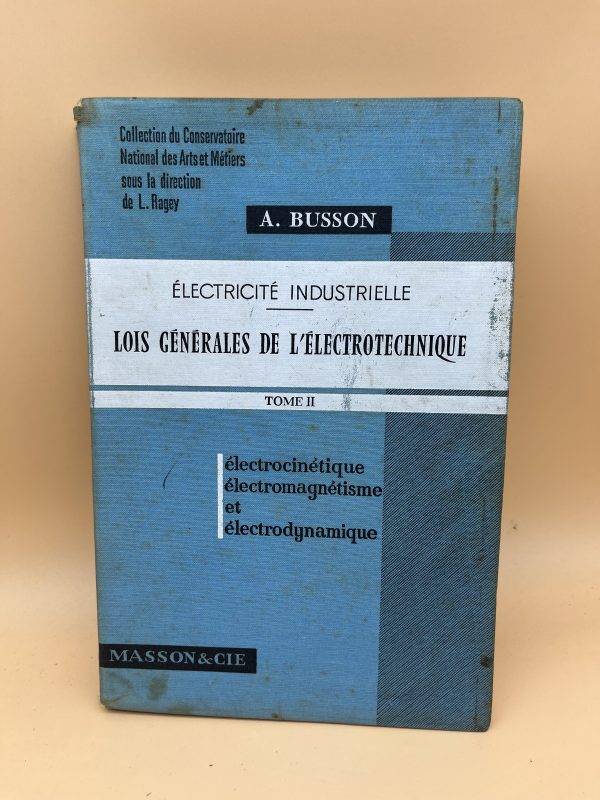 Collection du Conservatoire
National des Arts et Métiers
sous la direction
de L. Ragey
A. BUSSON
ÉLECTRICITÉ INDUSTRIELLE
LOIS GÉNÉRALES DE L'ÉLECTROTECHNIQUE
TOME II
électrocinétique
électromagnétisme
et
électrodynamique
MASSON & CIE